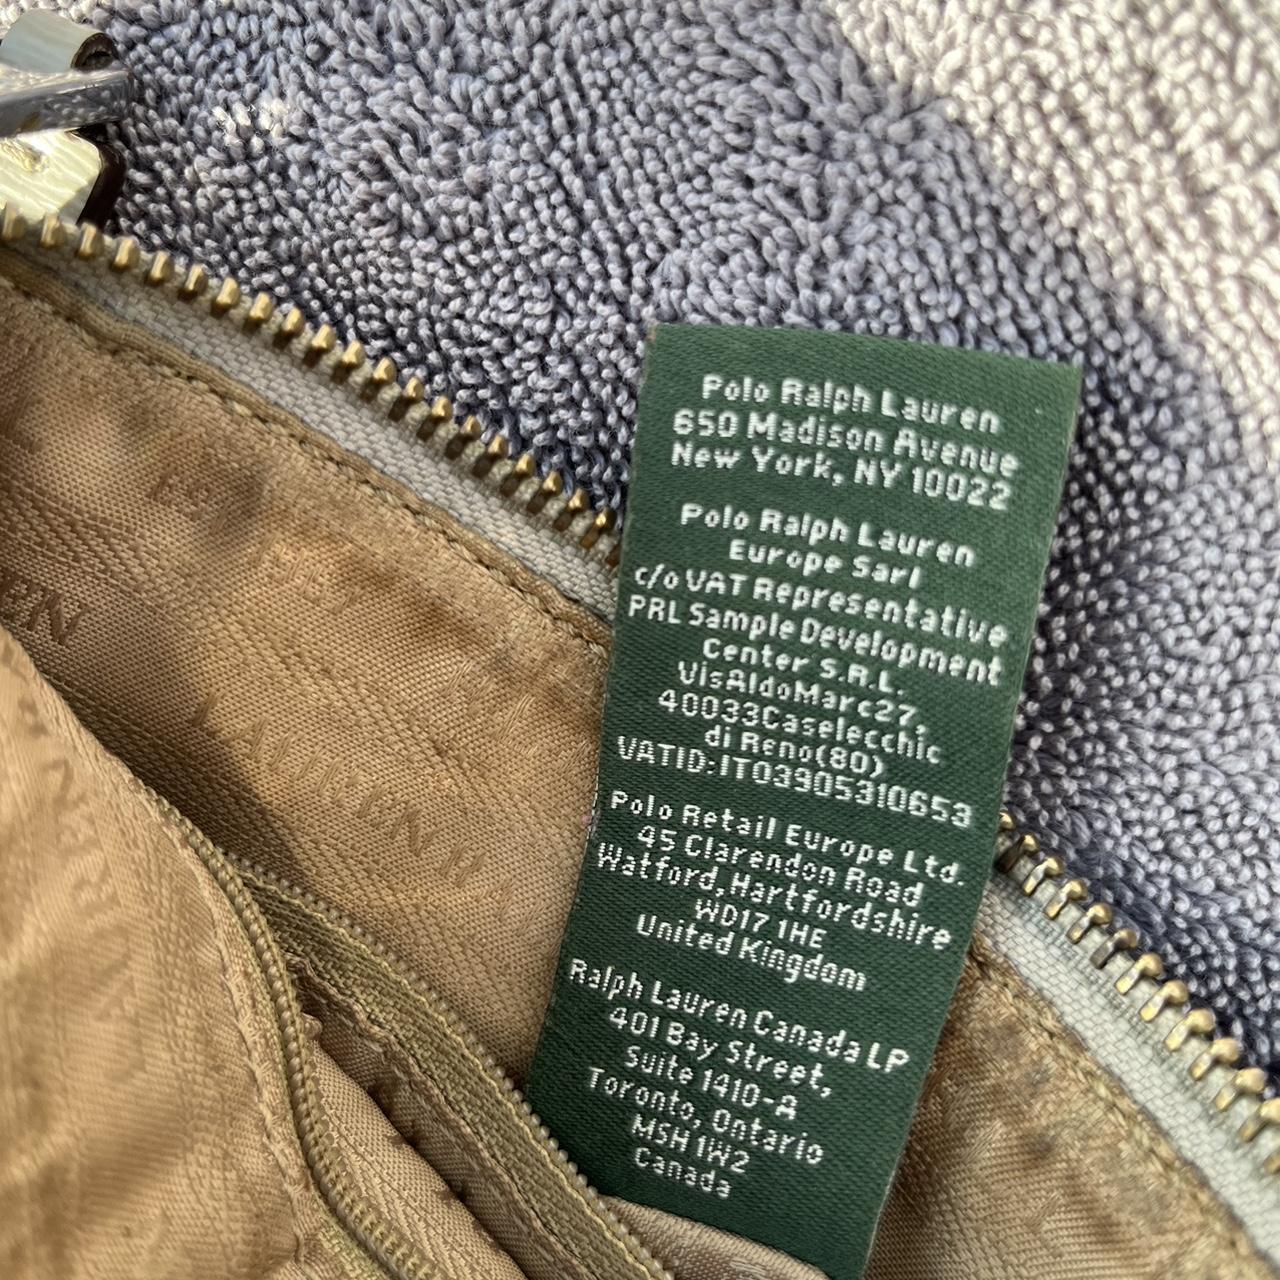 Polo Ralph Lauren
650 Madison Avenue
New York, NY 10022
Polo Ralph Lauren
Europe Sarl
c/o VAT Representative
PRL Sample Development
Center S.R.L.
VisAldoMarc27,
40033Caselecchic
di Reno(80)
VATID:IT03905310653
Polo Retail Europe Ltd.
45 Clarendon Road
Watford,Hartfordshire
WD17 1HE
United Kingdom
Ralph Lauren Canada LP
401 Bay Street,
Suite 1410-A
Toronto, Ontario
MSH 1W2
Canada